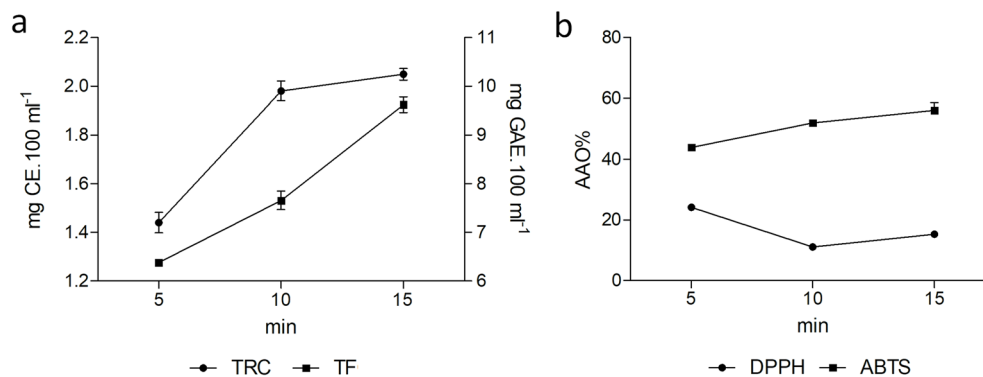 a
2.2
2.0
1.8
1.6
1.4
1.2
mg CE.100 ml-1
11
10
9
8
7
6
mg GAE.100 ml-1
5 10 15
min
TRC TF
b
80
60
40
20
0
AAO%
5 10 15
min
DPPH ABTS